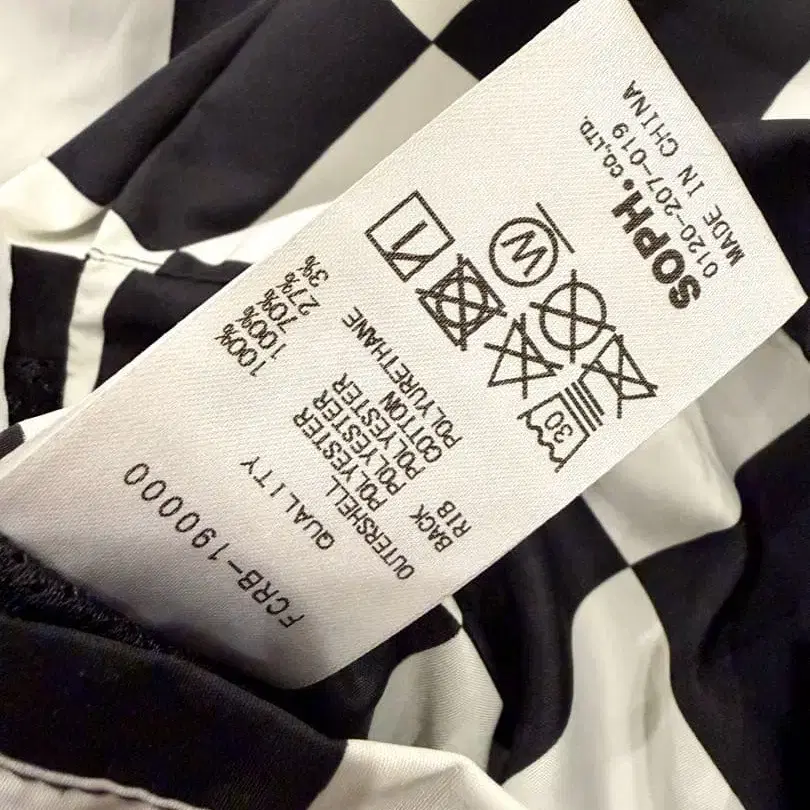 FCRB-190000
QUALITY
OUTERSHELL
POLYESTER 100%
BACK POLYESTER 100%
RIB POLYESTER 70%
COTTON 27%
POLYURETHANE 3%
30
W
SOPH. CO.,LTD.
0120-207-019
MADE IN CHINA